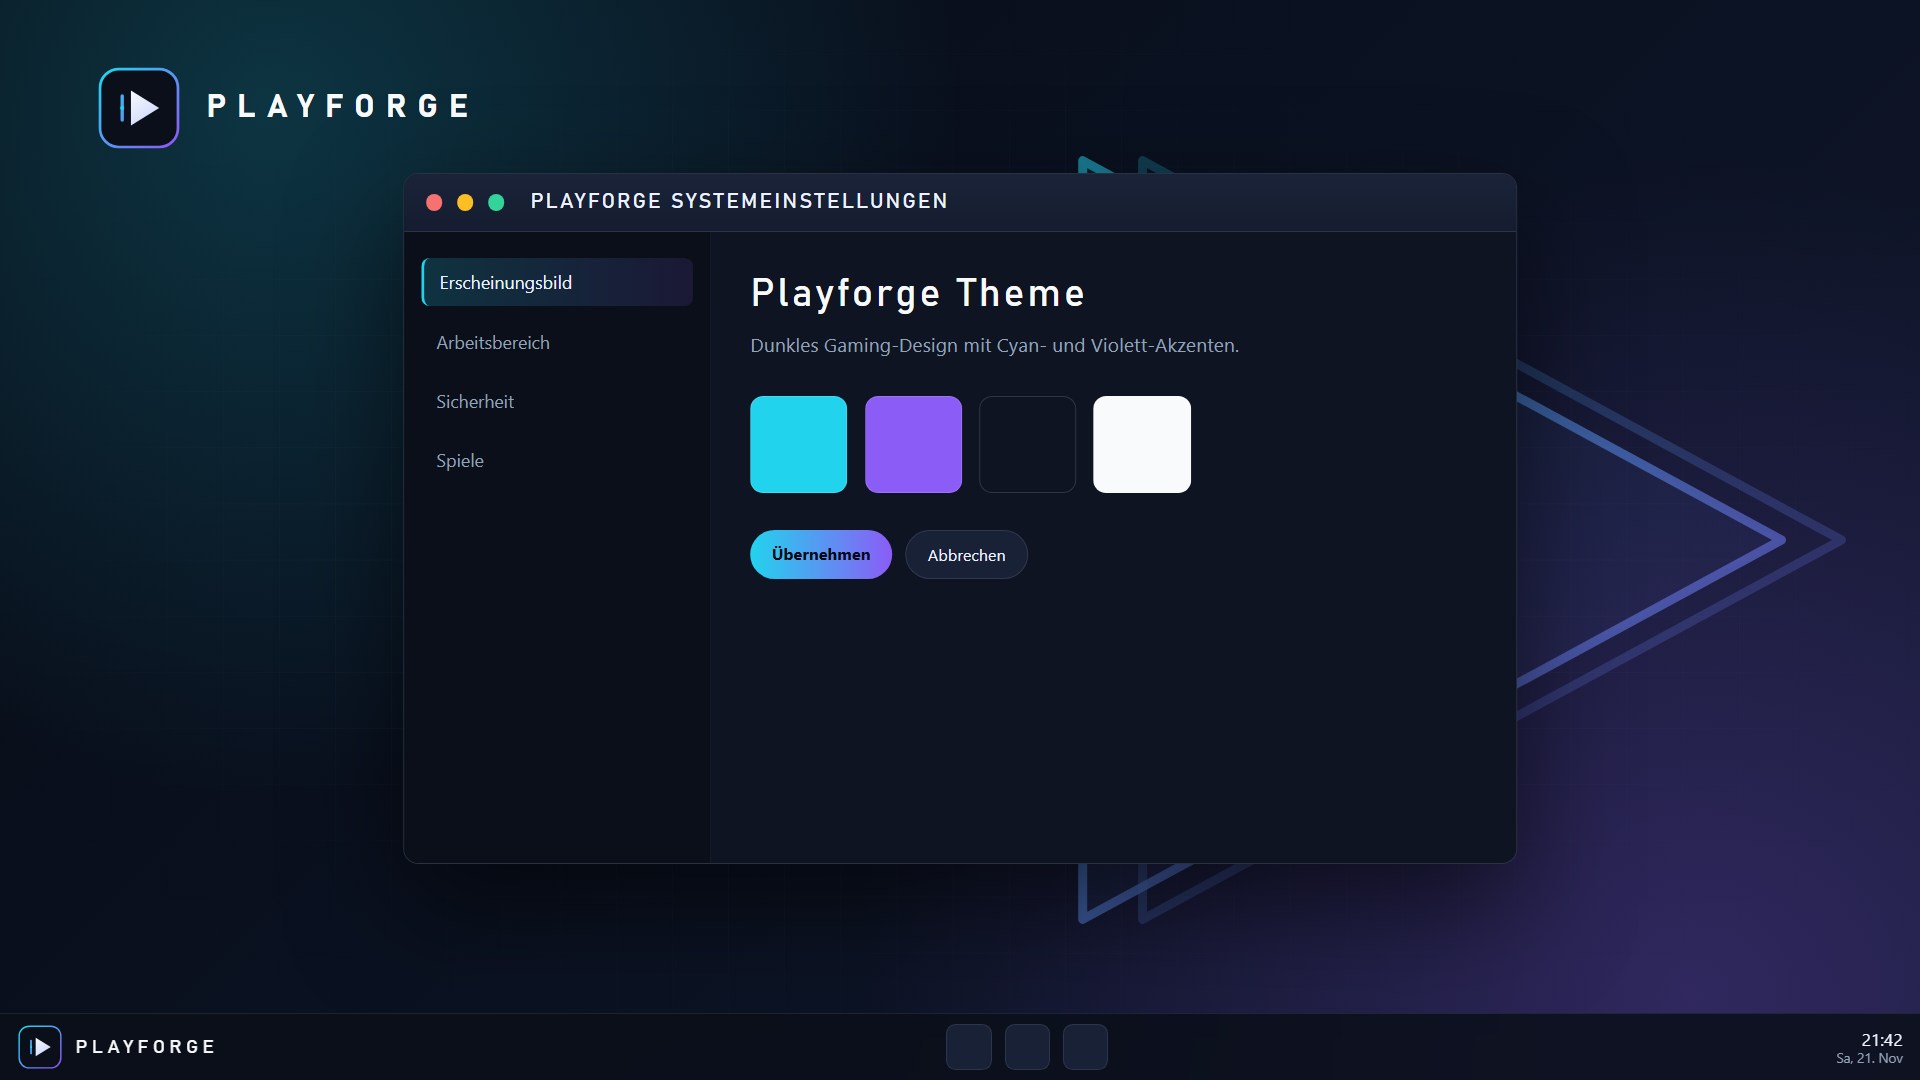 PLAYFORGE
PLAYFORGE SYSTEMEINSTELLUNGEN
Erscheinungsbild
Arbeitsbereich
Sicherheit
Spiele
Playforge Theme
Dunkles Gaming-Design mit Cyan- und Violett-Akzenten.
Übernehmen
Abbrechen
PLAYFORGE
21:42
Sa, 21. Nov